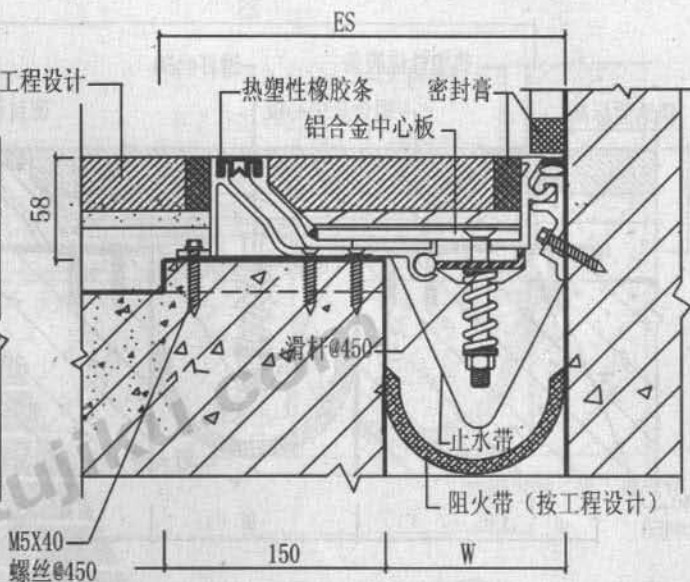 ES
工程设计
热塑性橡胶条
密封膏
铝合金中心板
58
滑杆@450
止水带
阻火带（按工程设计）
M5X40
螺丝@450
150
W
tujiku.com